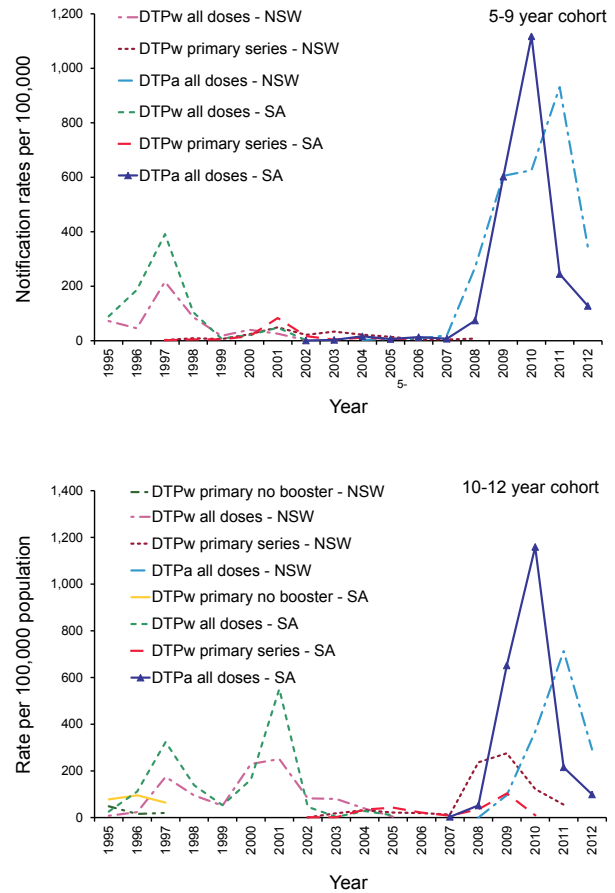 5-9 year cohort
DTPw all doses - NSW
DTPw primary series - NSW
DTPa all doses - NSW
DTPw all doses - SA
DTPw primary series - SA
DTPa all doses - SA
Notification rates per 100,000
1,200
1,000
800
600
400
200
0
1995
1996
1997
1998
1999
2000
2001
2002
2003
2004
2005
2006
2007
2008
2009
2010
2011
2012
5-
Year
10-12 year cohort
DTPw primary no booster - NSW
DTPw all doses - NSW
DTPw primary series - NSW
DTPa all doses - NSW
DTPw primary no booster - SA
DTPw all doses - SA
DTPw primary series - SA
DTPa all doses - SA
Rate per 100,000 population
1,400
1,200
1,000
800
600
400
200
0
1995
1996
1997
1998
1999
2000
2001
2002
2003
2004
2005
2006
2007
2008
2009
2010
2011
2012
Year